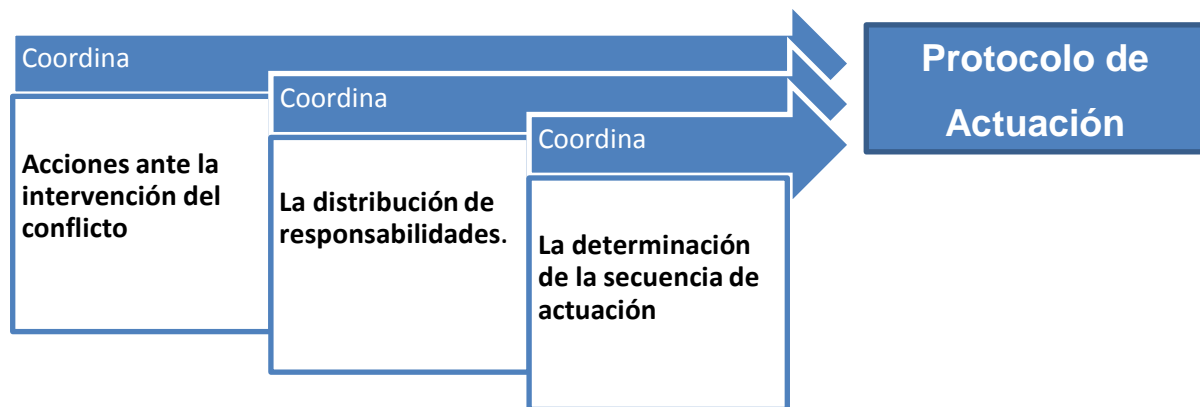 Coordina
Acciones ante la
intervención del
conflicto
Coordina
La distribución de
responsabilidades.
Coordina
La determinación
de la secuencia de
actuación
Protocolo de
Actuación